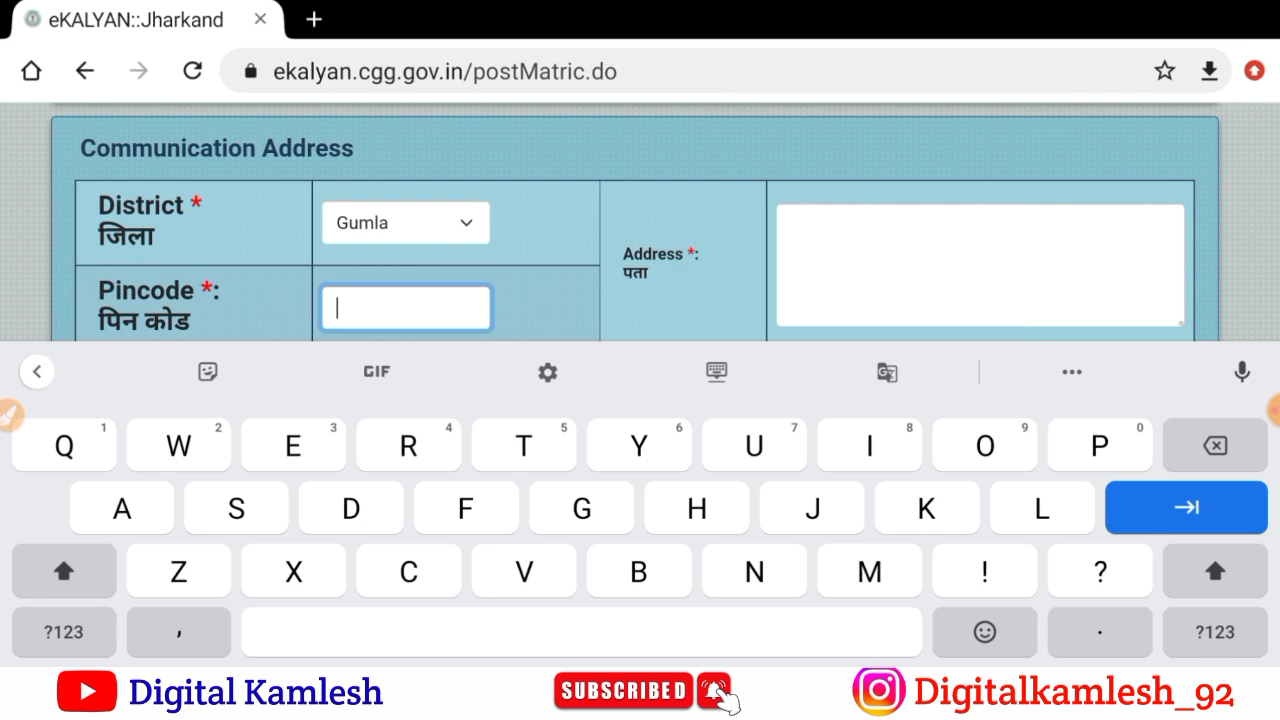 eKALYAN::Jharkand
ekalyan.cgg.gov.in/postMatric.do
Communication Address
District *
जिला
Gumla
Address *:
पता
Pincode *:
पिन कोड
GIF
Q 1 W 2 E 3 R 4 T 5 Y 6 U 7 I 8 O 9 P 0
A S D F G H J K L
Z X C V B N M ! ?
?123 , . ?123
Digital Kamlesh
SUBSCRIBED
Digitalkamlesh_92